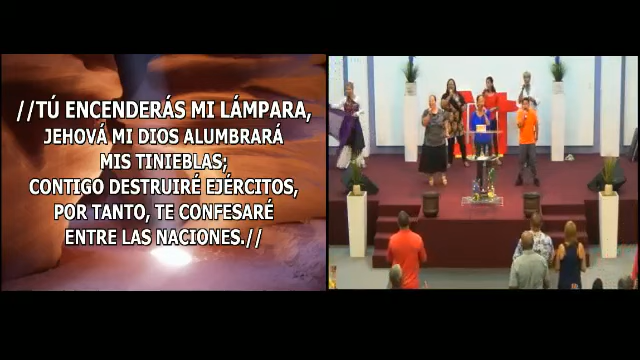 //TÚ ENCENDERÁS MI LÁMPARA,
JEHOVÁ MI DIOS ALUMBRARÁ
MIS TINIEBLAS;
CONTIGO DESTRUIRÉ EJÉRCITOS,
POR TANTO, TE CONFESARÉ
ENTRE LAS NACIONES.//